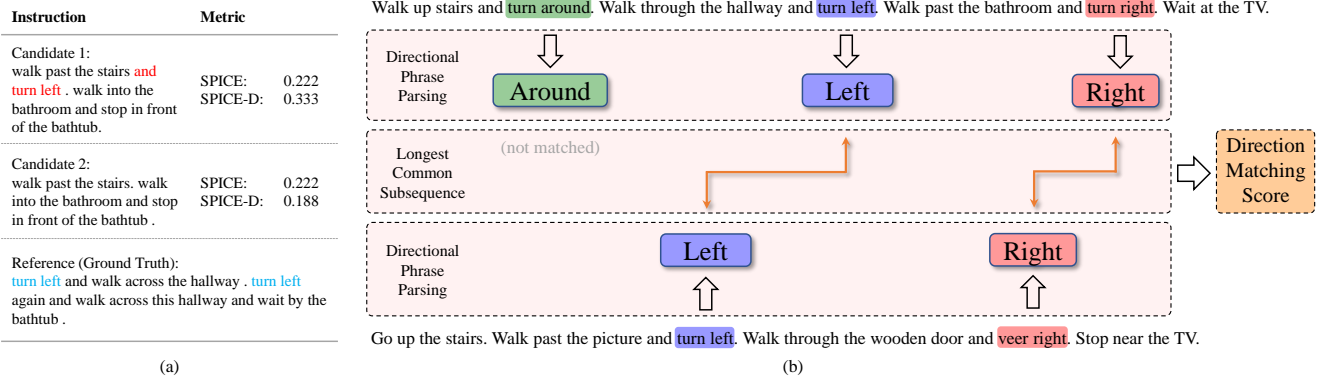 Instruction Metric
Candidate 1:
walk past the stairs and
turn left . walk into the
bathroom and stop in front
of the bathtub.
SPICE: 0.222
SPICE-D: 0.333
Candidate 2:
walk past the stairs. walk
into the bathroom and stop
in front of the bathtub .
SPICE: 0.222
SPICE-D: 0.188
Reference (Ground Truth):
turn left and walk across the hallway . turn left
again and walk across this hallway and wait by the
bathtub .
(a)
Walk up stairs and turn around. Walk through the hallway and turn left. Walk past the bathroom and turn right. Wait at the TV.
Directional
Phrase
Parsing
Around
Left
Right
Longest
Common
Subsequence
(not matched)
Direction
Matching
Score
Directional
Phrase
Parsing
Left
Right
Go up the stairs. Walk past the picture and turn left. Walk through the wooden door and veer right. Stop near the TV.
(b)